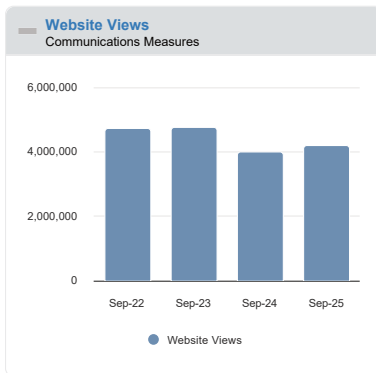 Website Views
Communications Measures
6,000,000
4,000,000
2,000,000
0
Sep-22 Sep-23 Sep-24 Sep-25
Website Views